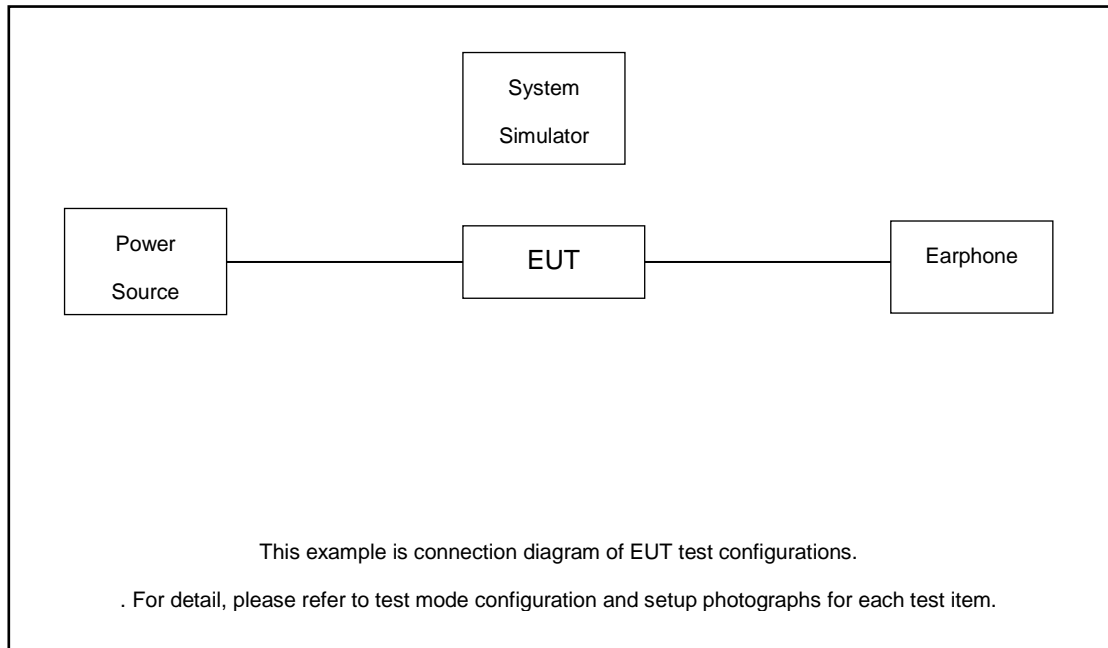 System
Simulator
Power
Source
EUT
Earphone
This example is connection diagram of EUT test configurations.
. For detail, please refer to test mode configuration and setup photographs for each test item.